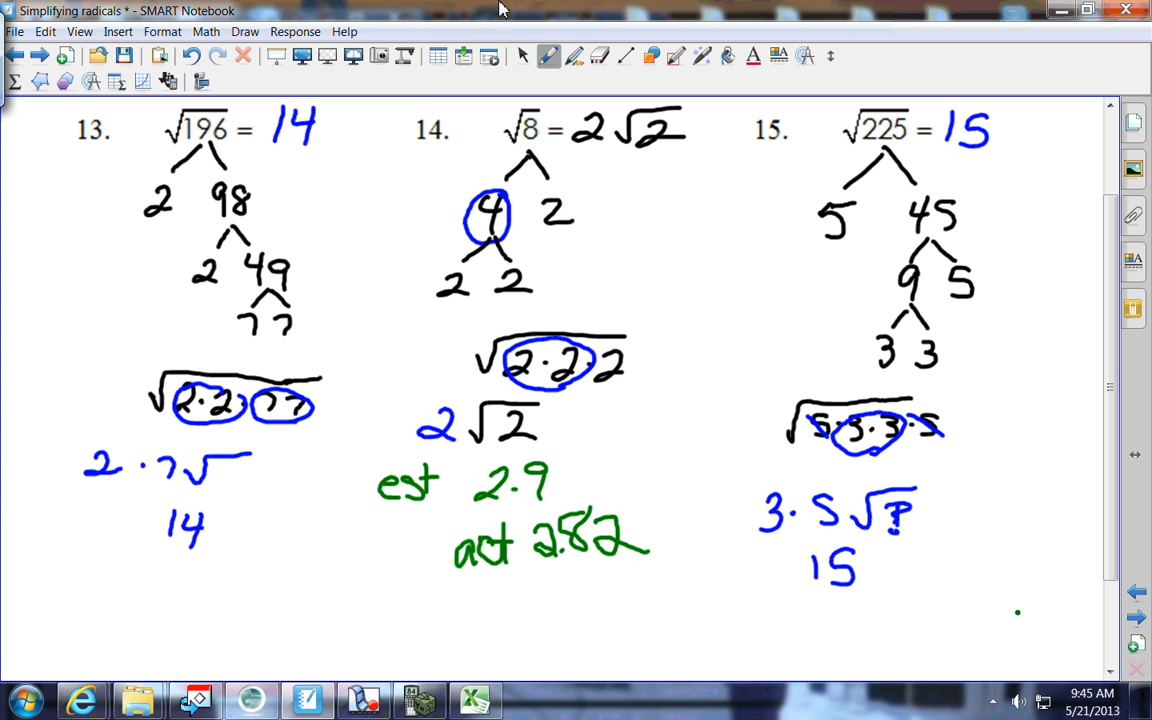 Simplifying radicals * - SMART Notebook
File Edit View Insert Format Math Draw Response Help
13. √196 = 14
2 98
2 49
7 7
√2·2·77
2·7√
14
14. √8 = 2√2
4 2
2 2
√2·2·2
2√2
est 2.9
act 2.82
15. √225 = 15
5 45
9 5
3 3
√5·3·3·5
3·5√?
15
9:45 AM
5/21/2013